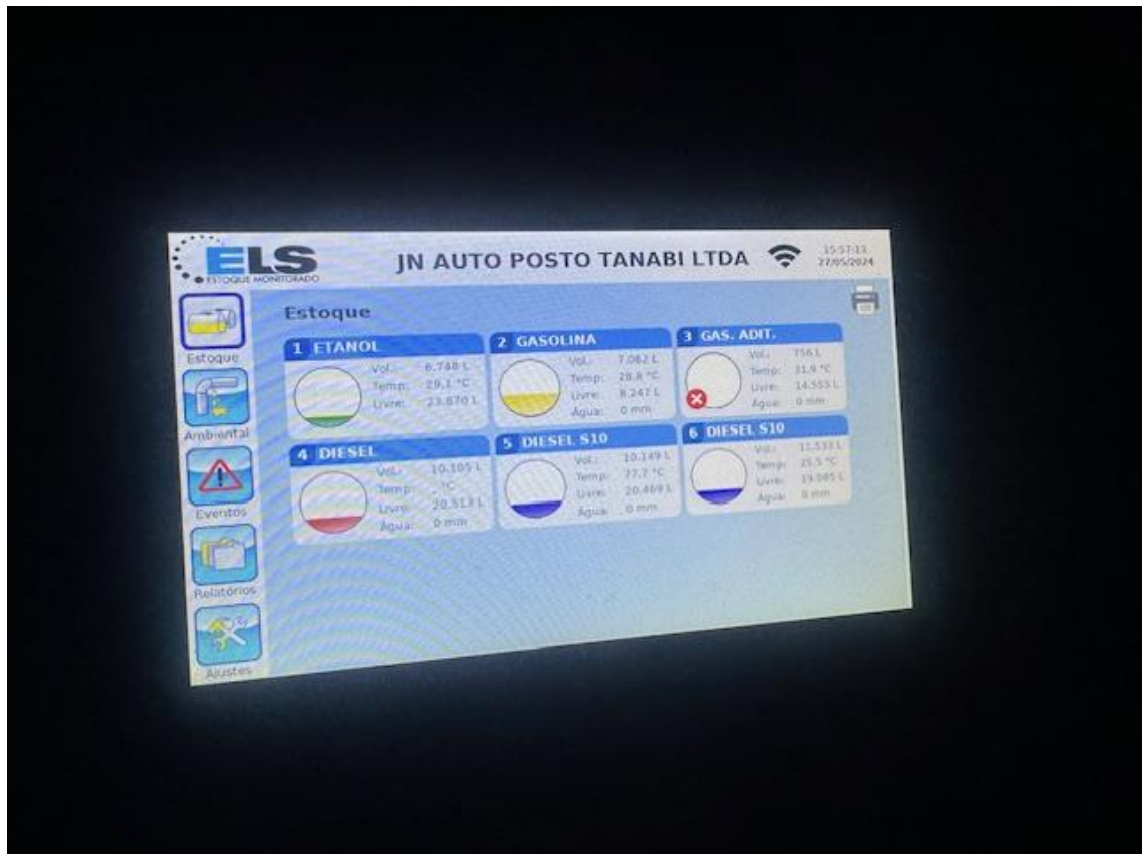 ELS
ESTOQUE MONITORADO
JN AUTO POSTO TANABI LTDA
15:57:13
27/05/2024
Estoque
Estoque
Ambiental
Eventos
Relatórios
Ajustes
1 ETANOL
Vol.: 6.748 L
Temp: 29,1 °C
Livre: 23.870 L
2 GASOLINA
Vol.: 7.062 L
Temp: 28,8 °C
Livre: 8.247 L
Água: 0 mm
3 GAS. ADIT.
Vol.: 756 L
Temp: 31,9 °C
Livre: 14.553 L
Água: 0 mm
4 DIESEL
Vol.: 10.105 L
Temp: °C
Livre: 20.513 L
Água: 0 mm
5 DIESEL S10
Vol.: 10.149 L
Temp: 77,7 °C
Livre: 20.469 L
Água: 0 mm
6 DIESEL S10
Vol.: 11.533 L
Temp: 25,5 °C
Livre: 19.085 L
Água: 0 mm